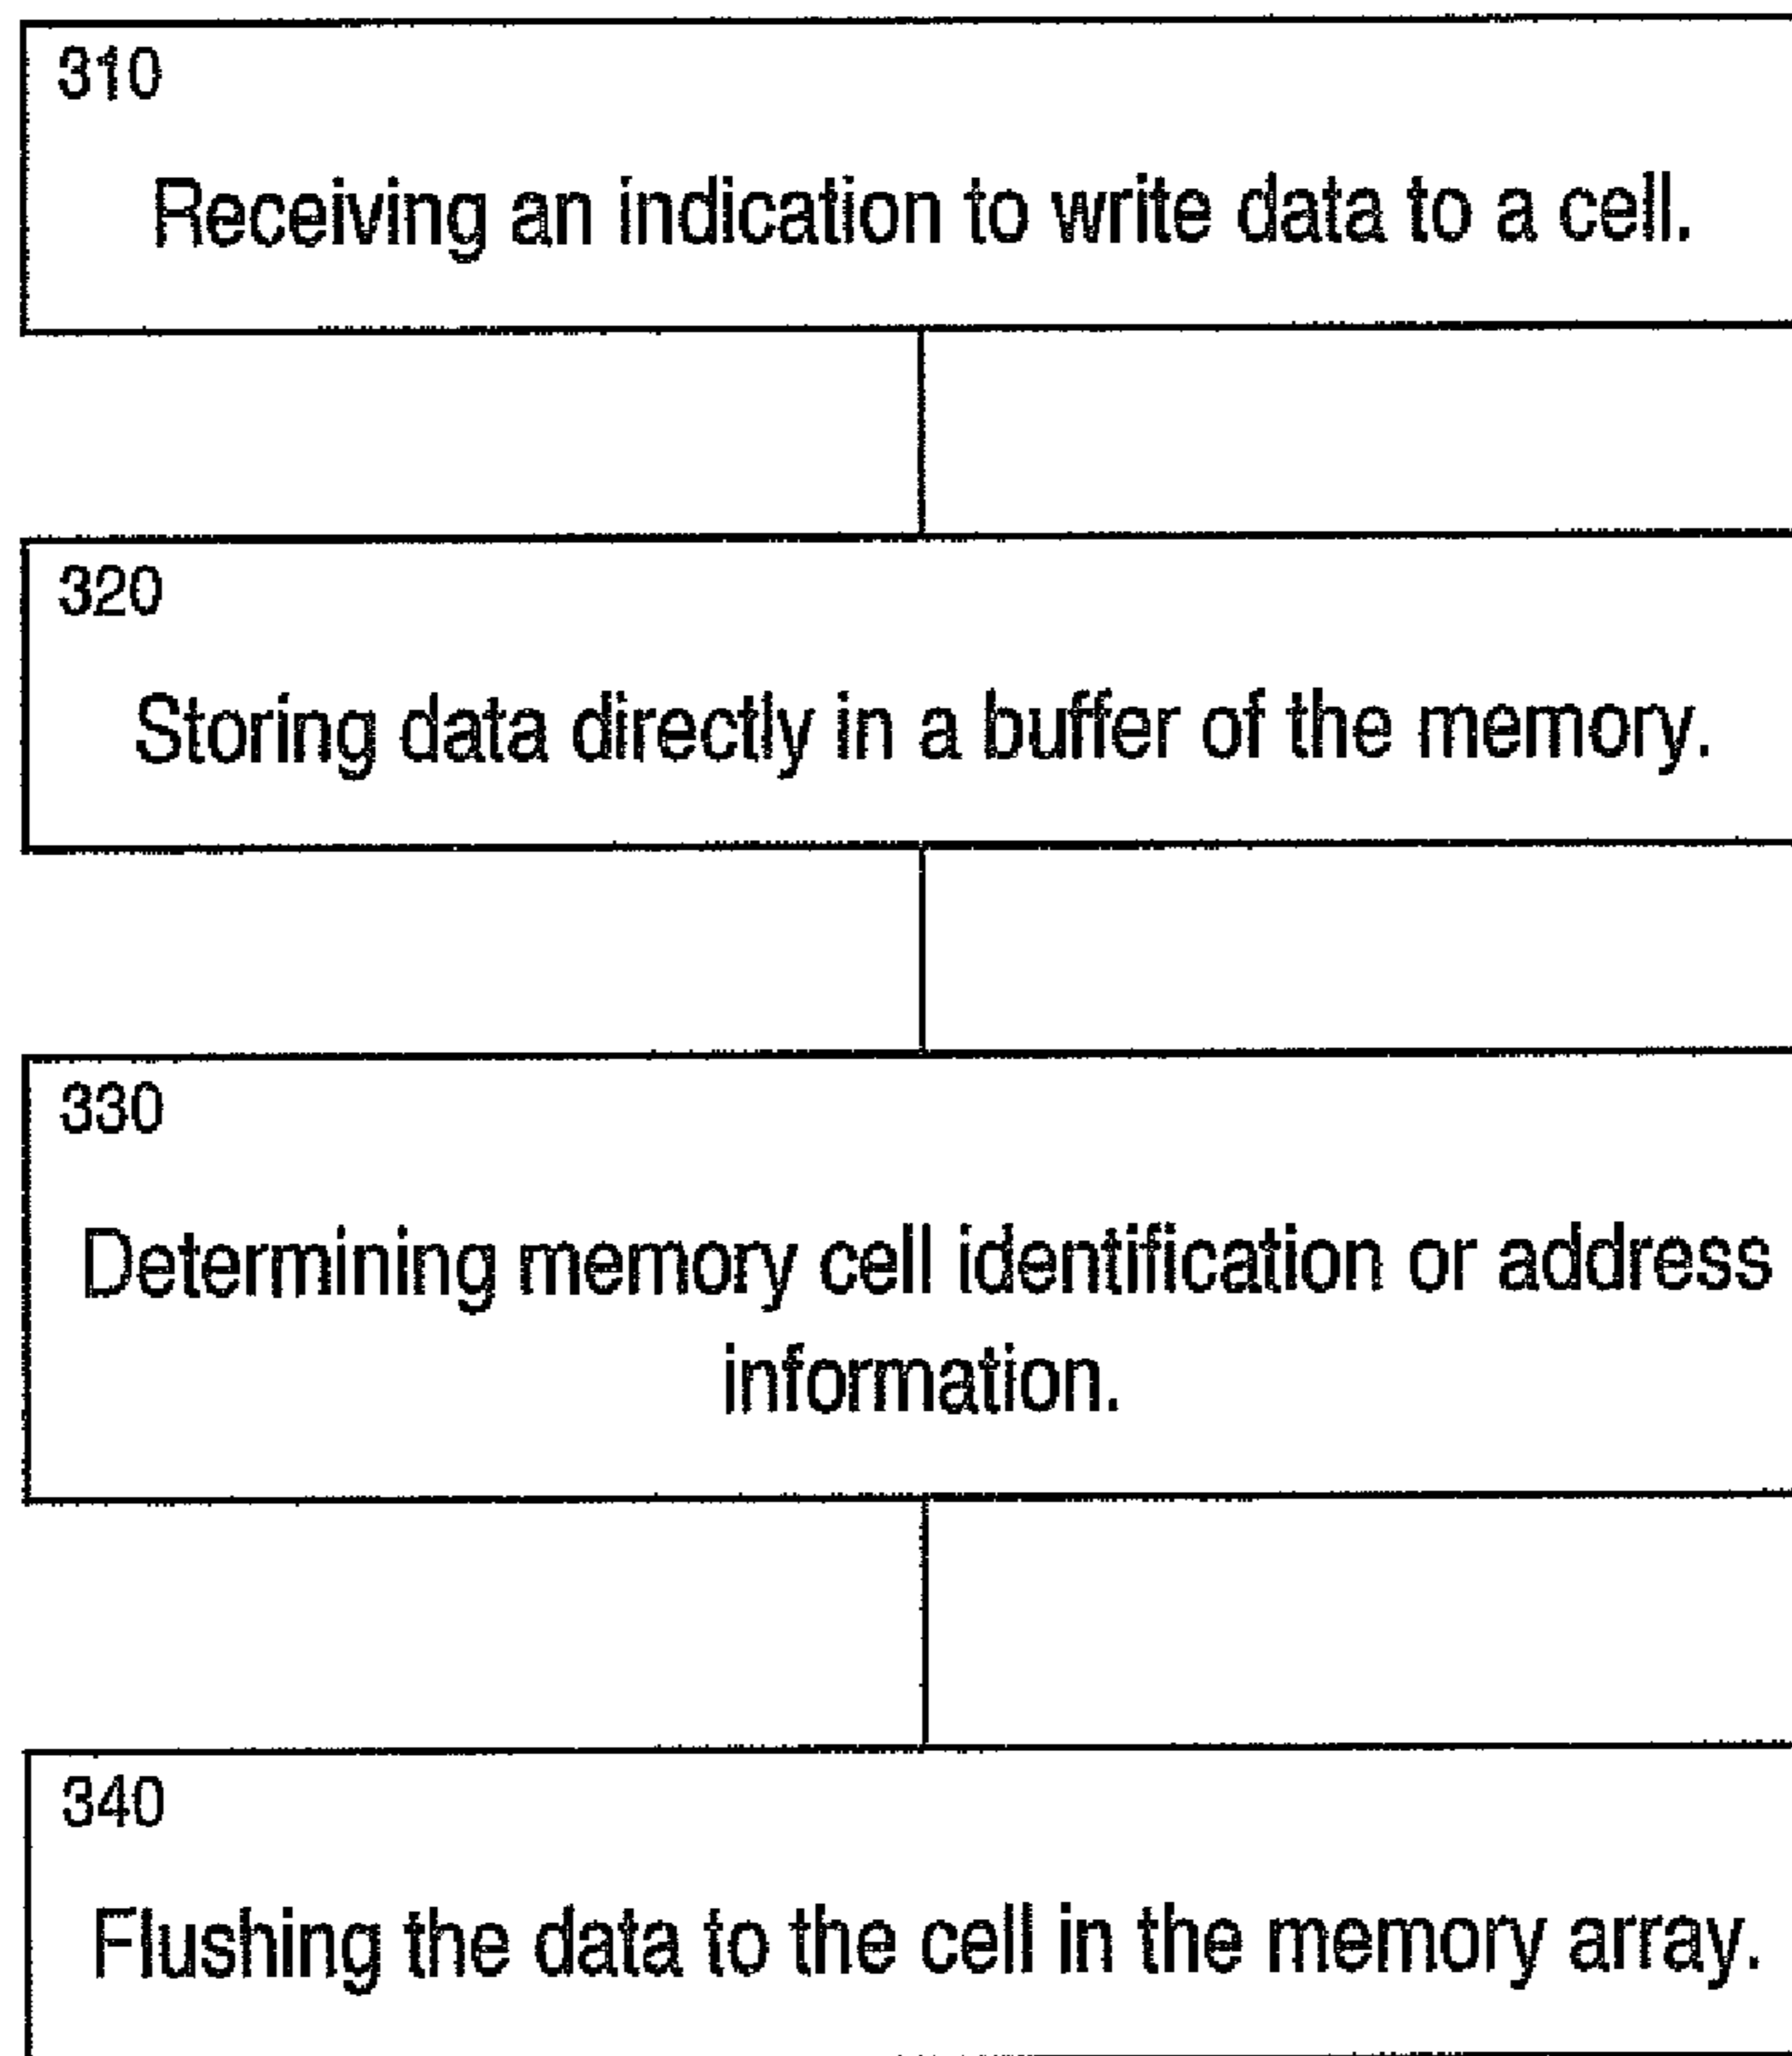 310
Receiving an indication to write data to a cell.
320
Storing data directly in a buffer of the memory.
330
Determining memory cell identification or address
information.
340
Flushing the data to the cell in the memory array.